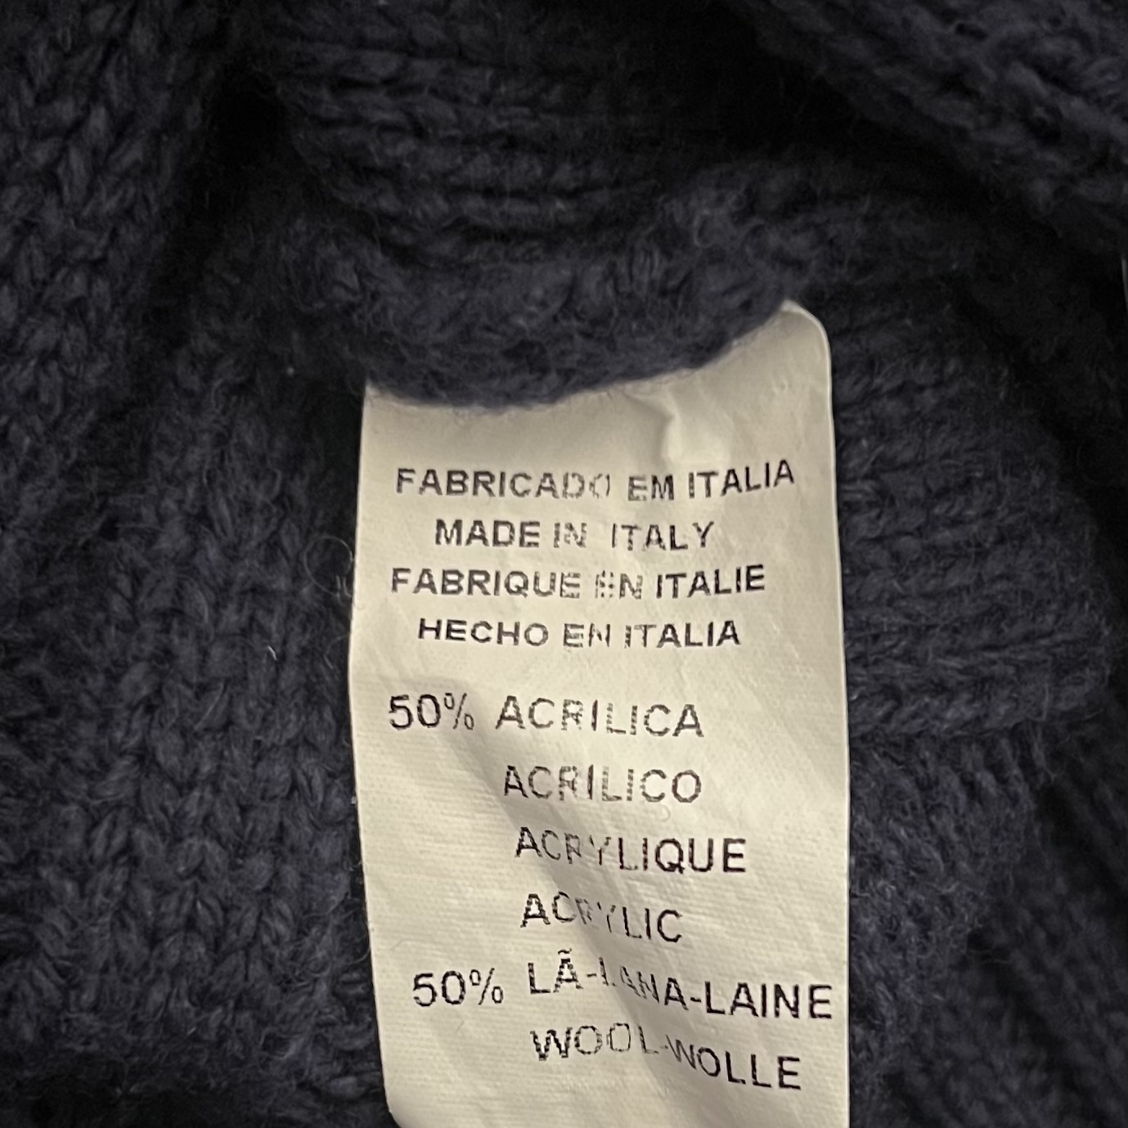 FABRICADO EM ITALIA
MADE IN ITALY
FABRIQUE EN ITALIE
HECHO EN ITALIA
50% ACRILICA
ACRÍLICO
ACRYLIQUE
ACRYLIC
50% LÃ-LANA-LAINE
WOOL-WOLLE